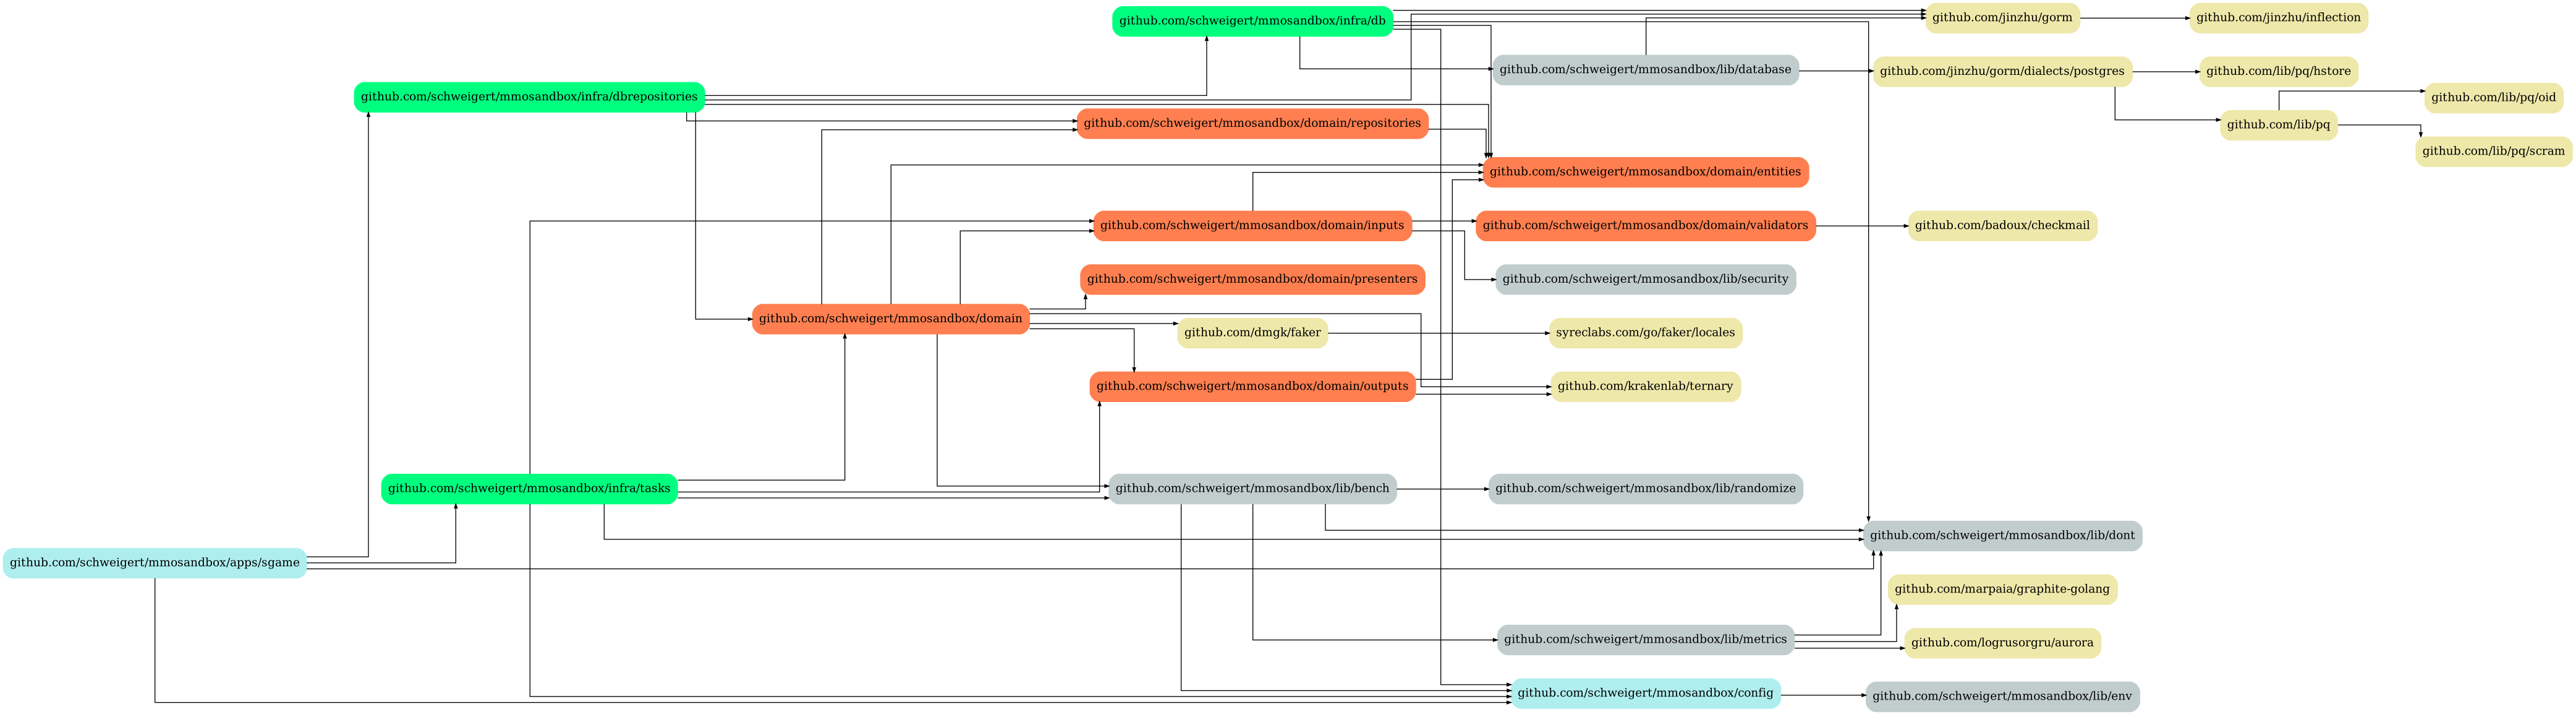 github.com/schweigert/mmosandbox/infra/db
github.com/jinzhu/gorm
github.com/jinzhu/inflection
github.com/schweigert/mmosandbox/lib/database
github.com/jinzhu/gorm/dialects/postgres
github.com/lib/pq/hstore
github.com/schweigert/mmosandbox/infra/dbrepositories
github.com/lib/pq/oid
github.com/schweigert/mmosandbox/domain/repositories
github.com/lib/pq
github.com/lib/pq/scram
github.com/schweigert/mmosandbox/domain/entities
github.com/schweigert/mmosandbox/domain/inputs
github.com/schweigert/mmosandbox/domain/validators
github.com/badoux/checkmail
github.com/schweigert/mmosandbox/domain/presenters
github.com/schweigert/mmosandbox/lib/security
github.com/schweigert/mmosandbox/domain
github.com/dmgk/faker
syreclabs.com/go/faker/locales
github.com/schweigert/mmosandbox/domain/outputs
github.com/krakenlab/ternary
github.com/schweigert/mmosandbox/infra/tasks
github.com/schweigert/mmosandbox/lib/bench
github.com/schweigert/mmosandbox/lib/randomize
github.com/schweigert/mmosandbox/lib/dont
github.com/schweigert/mmosandbox/apps/sgame
github.com/marpaia/graphite-golang
github.com/schweigert/mmosandbox/lib/metrics
github.com/logrusorgru/aurora
github.com/schweigert/mmosandbox/config
github.com/schweigert/mmosandbox/lib/env